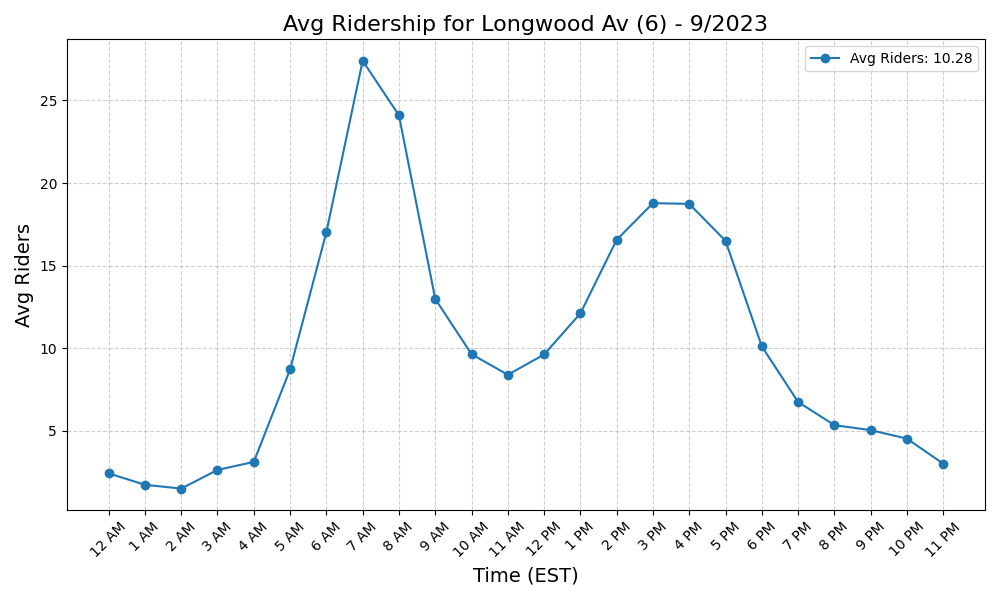 Avg Ridership for Longwood Av (6) - 9/2023
Avg Riders: 10.28
Avg Riders
25
20
15
10
5
12 AM
1 AM
2 AM
3 AM
4 AM
5 AM
6 AM
7 AM
8 AM
9 AM
10 AM
11 AM
12 PM
1 PM
2 PM
3 PM
4 PM
5 PM
6 PM
7 PM
8 PM
9 PM
10 PM
11 PM
Time (EST)